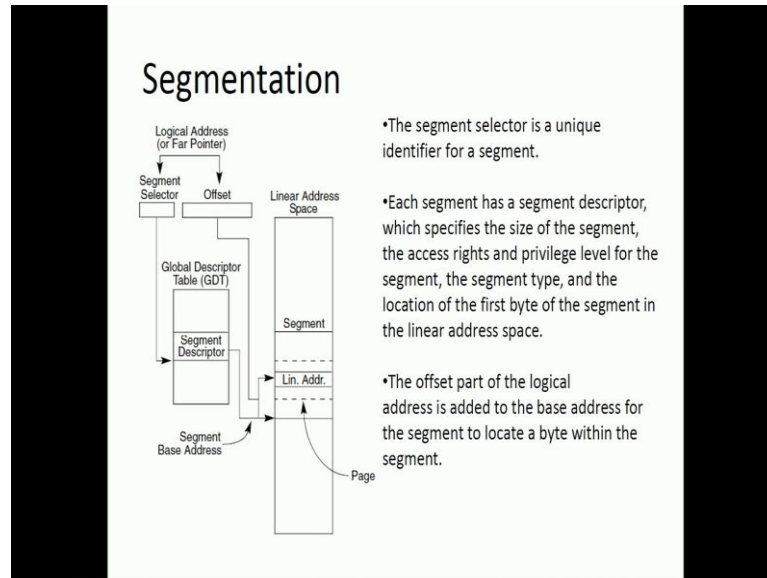 Segmentation
Logical Address
(or Far Pointer)
Segment
Selector
Offset
Linear Address
Space
Global Descriptor
Table (GDT)
Segment
Segment
Descriptor
Lin. Addr.
Segment
Base Address
Page
•The segment selector is a unique
identifier for a segment.
•Each segment has a segment descriptor,
which specifies the size of the segment,
the access rights and privilege level for the
segment, the segment type, and the
location of the first byte of the segment in
the linear address space.
•The offset part of the logical
address is added to the base address for
the segment to locate a byte within the
segment.